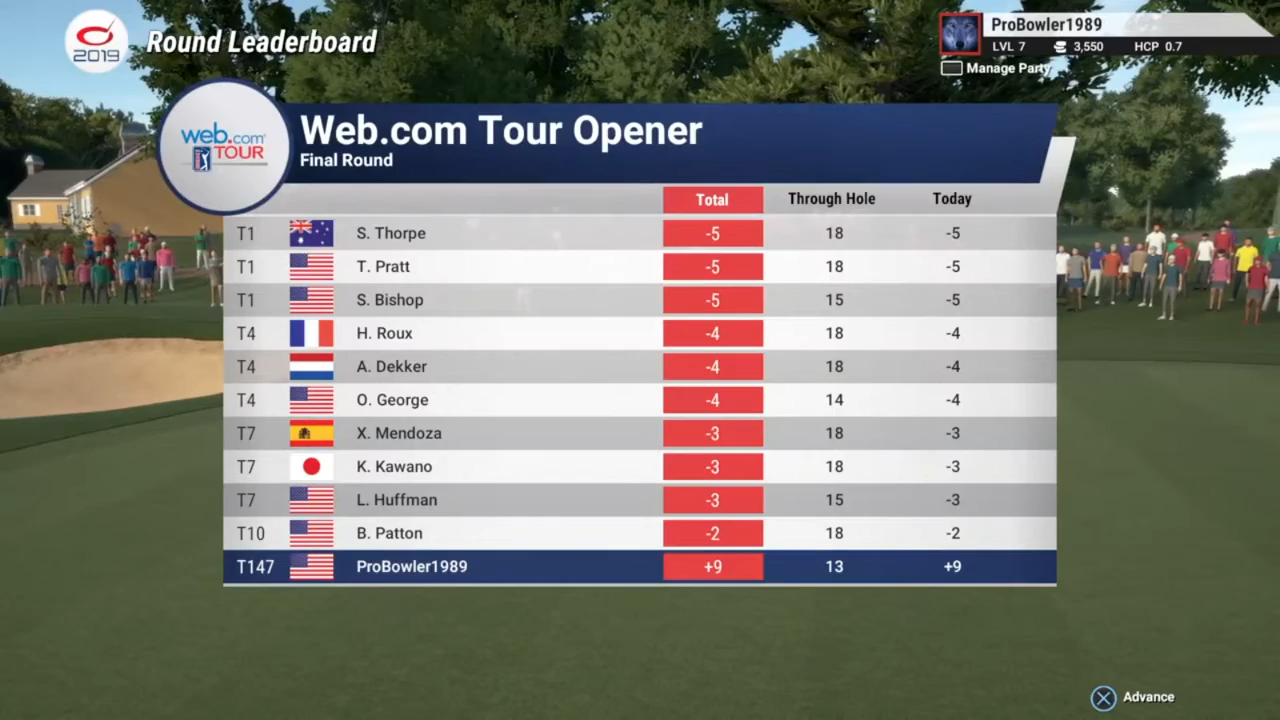 2019
Round Leaderboard
ProBowler1989
LVL 7 3,550 HCP 0.7
Manage Party
web.com
TOUR
Web.com Tour Opener
Final Round
Total Through Hole Today
T1 S. Thorpe -5 18 -5
T1 T. Pratt -5 18 -5
T1 S. Bishop -5 15 -5
T4 H. Roux -4 18 -4
T4 A. Dekker -4 18 -4
T4 O. George -4 14 -4
T7 X. Mendoza -3 18 -3
T7 K. Kawano -3 18 -3
T7 L. Huffman -3 15 -3
T10 B. Patton -2 18 -2
T147 ProBowler1989 +9 13 +9
Advance